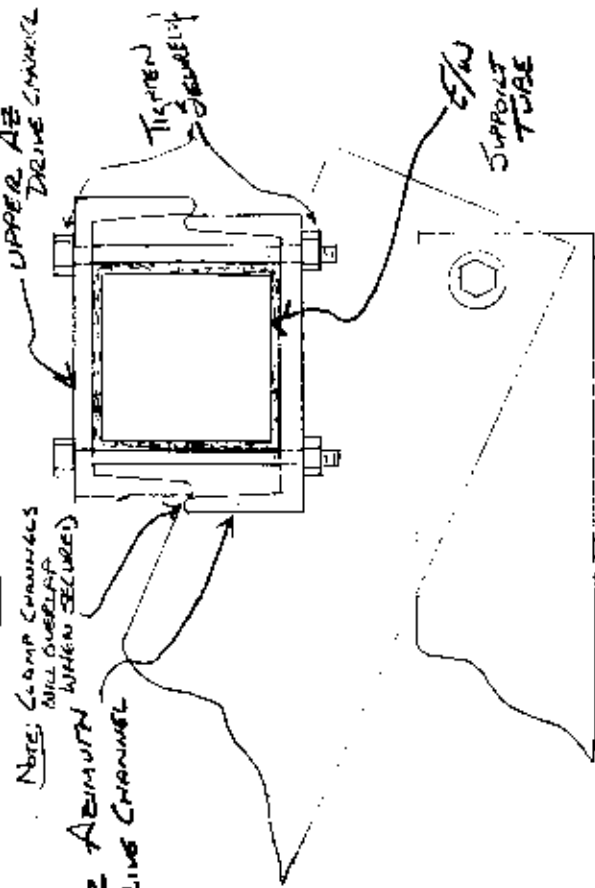 UPPER AZ
DRIVE CHANNEL
TIGHTEN
SECURELY
E/W
SUPPORT
TUBE
NOTE: CLAMP CHANNELS
WILL OVERLAP
WHEN SECURED)
AZIMUTH
CHANNEL